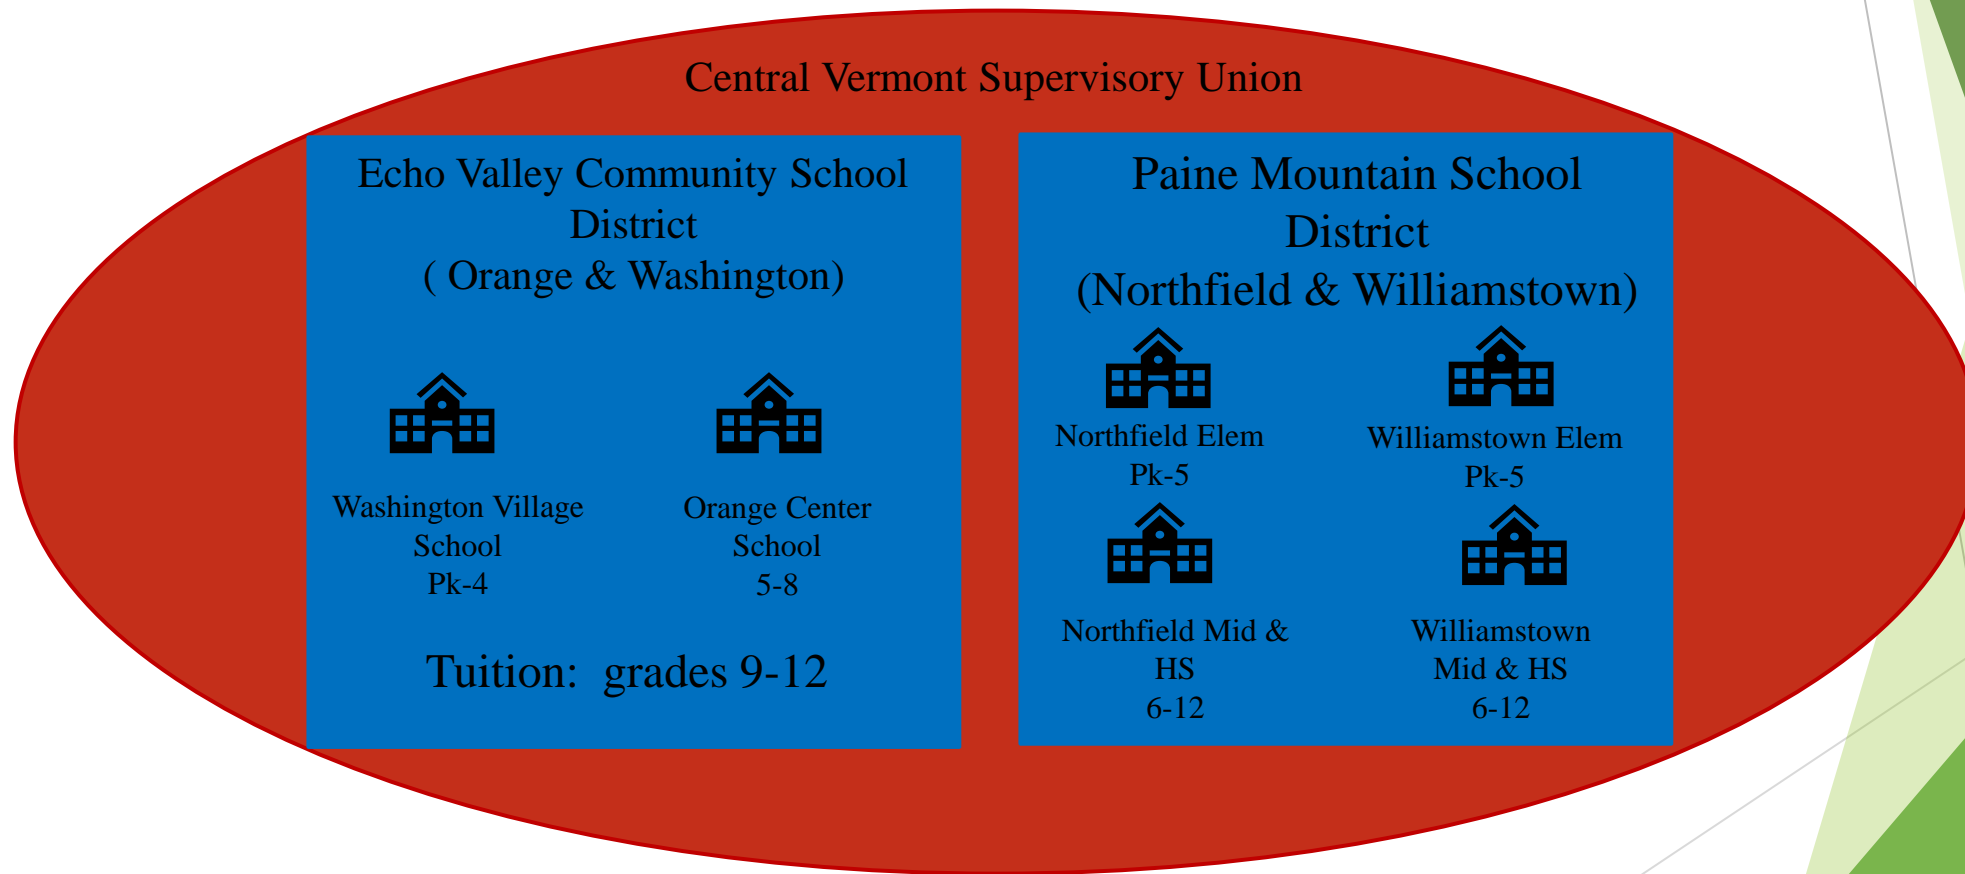 Central Vermont Supervisory Union
Echo Valley Community School
District
( Orange & Washington)
Washington Village
School
Pk-4
Orange Center
School
5-8
Tuition:  grades 9-12
Paine Mountain School
District
(Northfield & Williamstown)
Northfield Elem
Pk-5
Williamstown Elem
Pk-5
Northfield Mid &
HS
6-12
Williamstown
Mid & HS
6-12